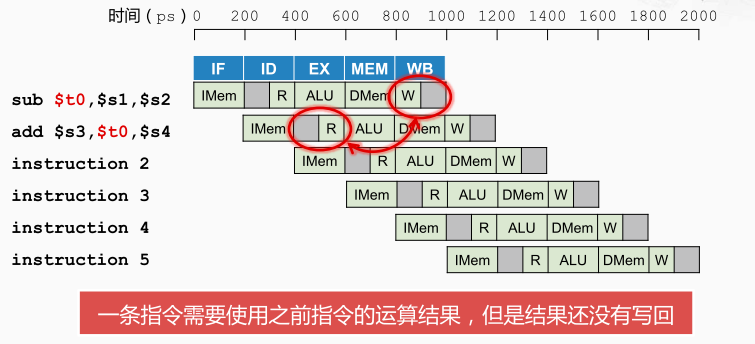 时间（ps） 0 200 400 600 800 1000 1200 1400 1600 1800 2000
IF ID EX MEM WB
sub $t0,$s1,$s2 IMem R ALU DMem W
add $s3,$t0,$s4 IMem R ALU DMem W
instruction 2 IMem R ALU DMem W
instruction 3 IMem R ALU DMem W
instruction 4 IMem R ALU DMem W
instruction 5 IMem R ALU DMem W
一条指令需要使用之前指令的运算结果，但是结果还没有写回